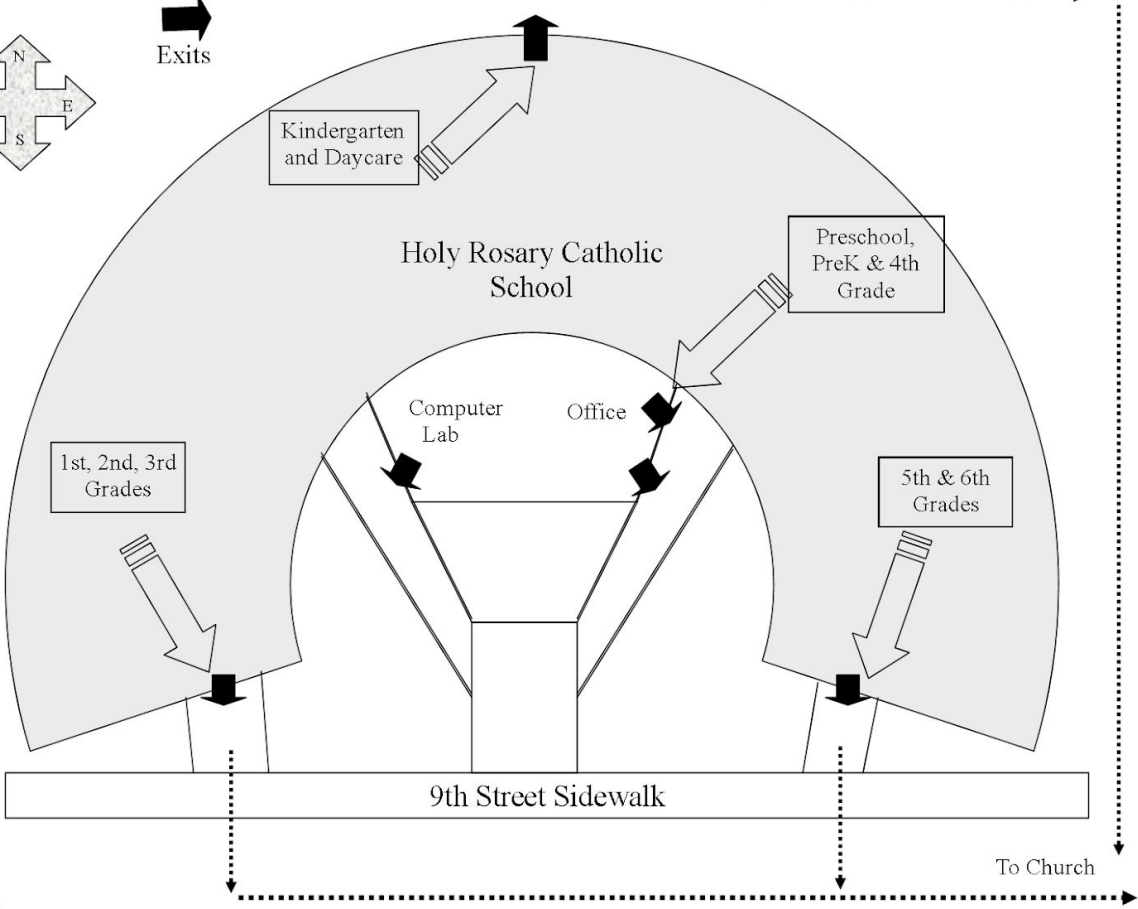 Exits
N
E
S
Kindergarten
and Daycare
Preschool,
PreK & 4th
Grade
Holy Rosary Catholic
School
Computer
Lab
Office
1st, 2nd, 3rd
Grades
5th & 6th
Grades
9th Street Sidewalk
To Church